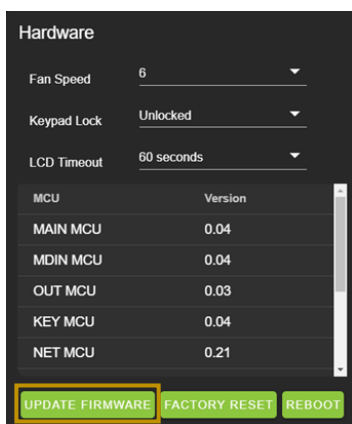 Hardware
Fan Speed 6
Keypad Lock Unlocked
LCD Timeout 60 seconds
MCU Version
MAIN MCU 0.04
MDIN MCU 0.04
OUT MCU 0.03
KEY MCU 0.04
NET MCU 0.21
UPDATE FIRMWARE FACTORY RESET REBOOT